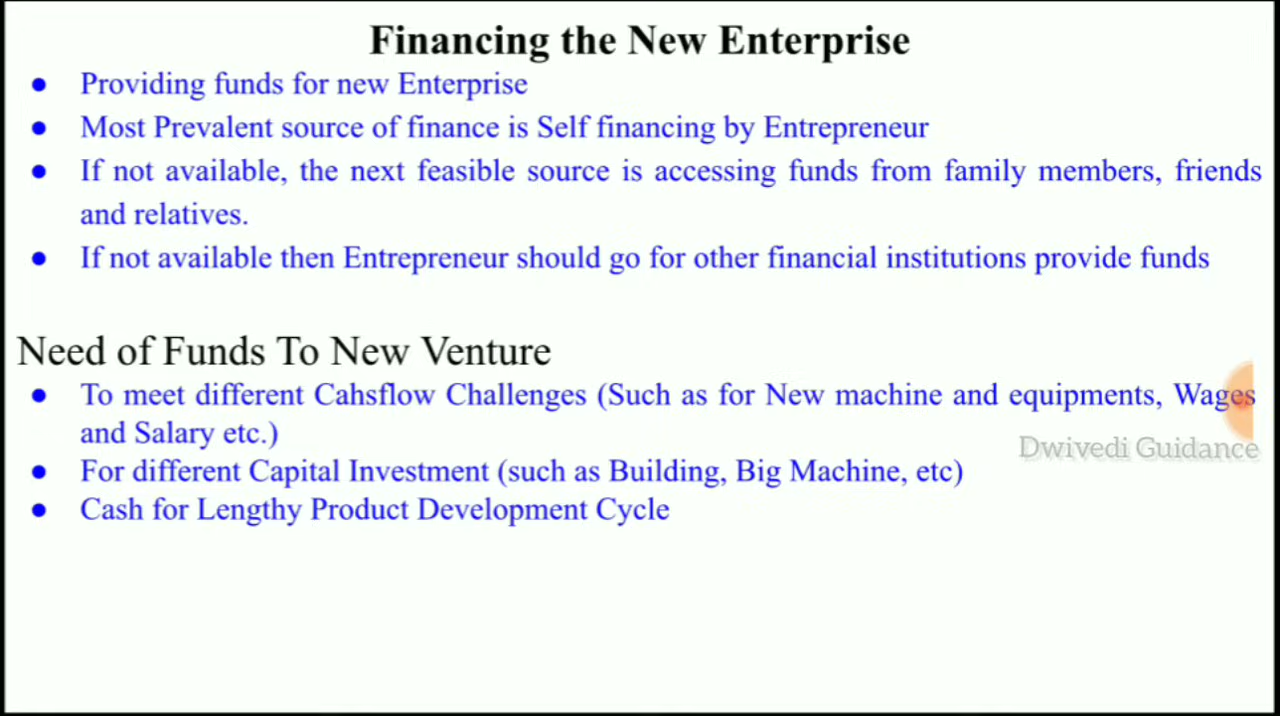 Financing the New Enterprise
● Providing funds for new Enterprise
● Most Prevalent source of finance is Self financing by Entrepreneur
● If not available, the next feasible source is accessing funds from family members, friends
and relatives.
● If not available then Entrepreneur should go for other financial institutions provide funds
Need of Funds To New Venture
● To meet different Cahsflow Challenges (Such as for New machine and equipments, Wages
and Salary etc.)
Dwivedi Guidance
● For different Capital Investment (such as Building, Big Machine, etc)
● Cash for Lengthy Product Development Cycle